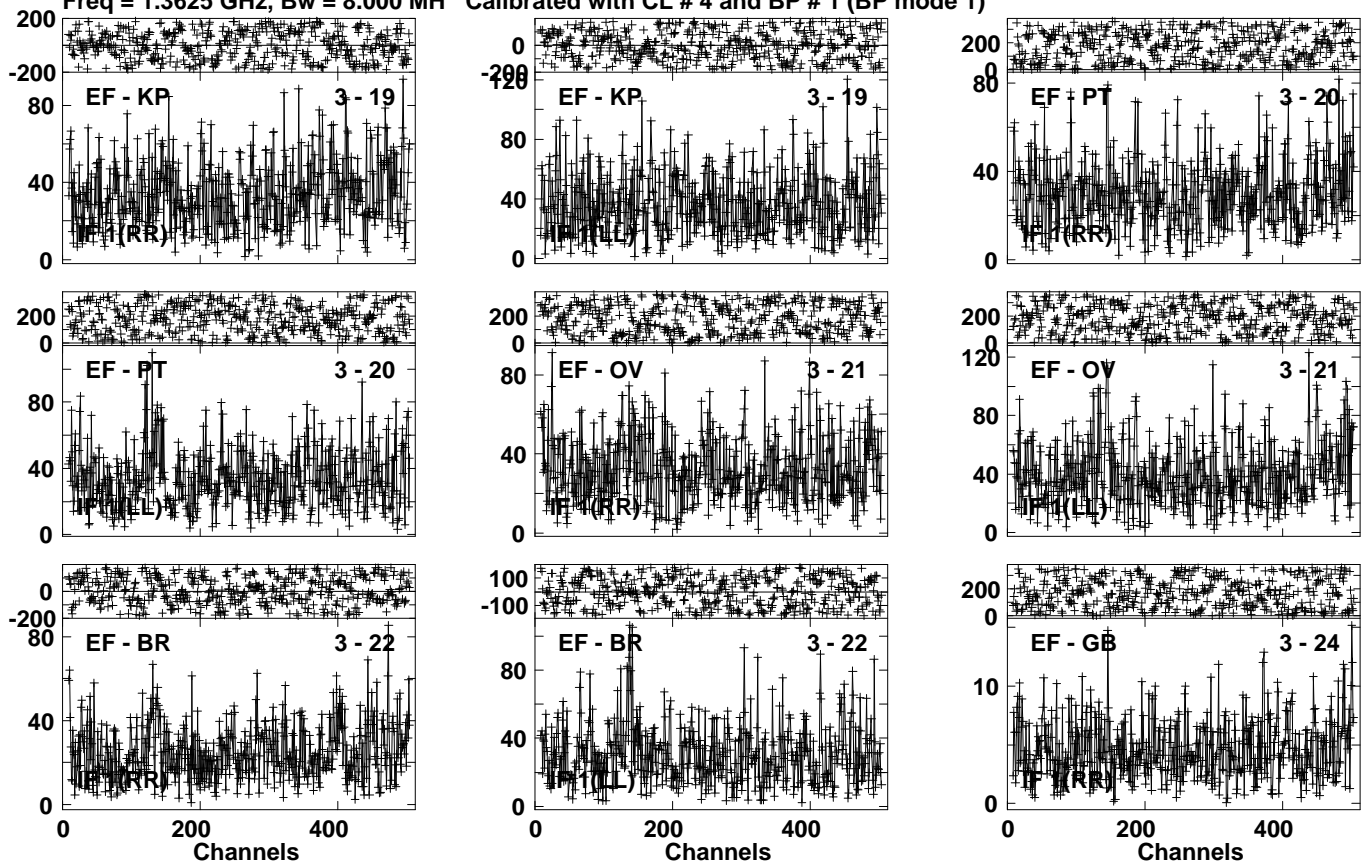 Freq = 1.3625 GHz, Bw = 8.000 MH Calibrated with CL # 4 and BP # 1 (BP mode 1)
200
0
-200
80
40
0
EF - KP 3 - 19
IF 1(RR)
0
-200
120
80
40
0
EF - KP 3 - 19
IF 1(LL)
200
0
80
40
0
EF - PT 3 - 20
IF 1(RR)
200
0
80
40
0
EF - PT 3 - 20
IF 1(LL)
200
0
80
40
0
EF - OV 3 - 21
IF 1(RR)
200
0
120
80
40
0
EF - OV 3 - 21
IF 1(LL)
0
-200
80
40
0
EF - BR 3 - 22
IF 1(RR)
0 200 400
Channels
100
-100
80
40
0
EF - BR 3 - 22
IF 1(LL)
0 200 400
Channels
200
0
10
0
EF - GB 3 - 24
IF 1(RR)
0 200 400
Channels